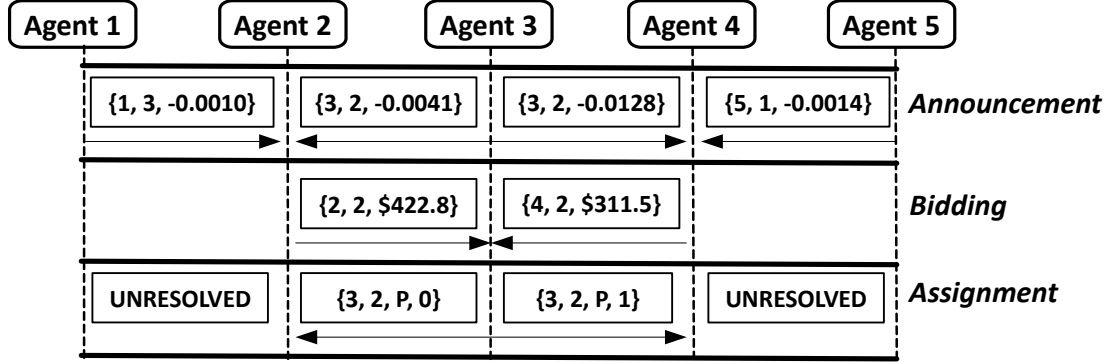 Agent 1 Agent 2 Agent 3 Agent 4 Agent 5
{1, 3, -0.0010} {3, 2, -0.0041} {3, 2, -0.0128} {5, 1, -0.0014} Announcement
{2, 2, $422.8} {4, 2, $311.5} Bidding
UNRESOLVED {3, 2, P, 0} {3, 2, P, 1} UNRESOLVED Assignment